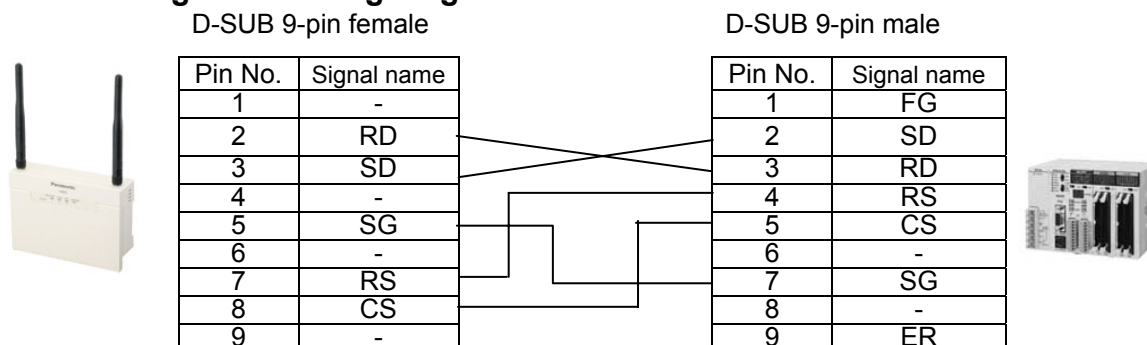 D-SUB 9-pin female
D-SUB 9-pin male
Pin No. Signal name
1 -
2 RD
3 SD
4 -
5 SG
6 -
7 RS
8 CS
9 -
Pin No. Signal name
1 FG
2 SD
3 RD
4 RS
5 CS
6 -
7 SG
8 -
9 ER
Panasonic